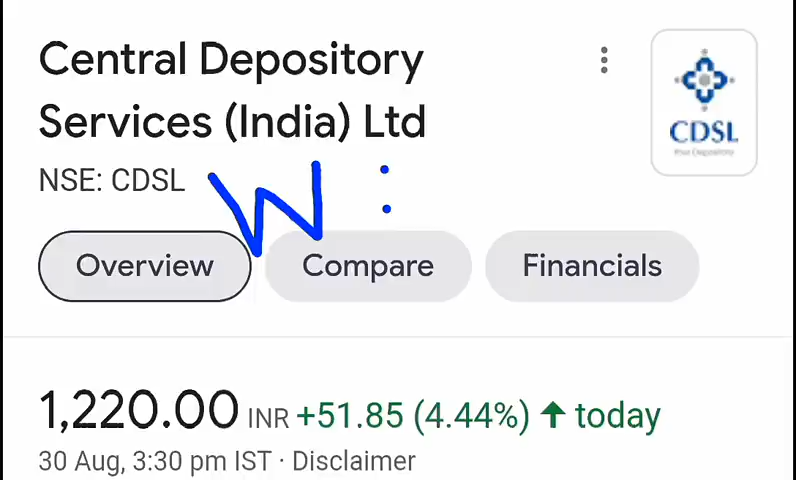 Central Depository
Services (India) Ltd
CDSL
NSE: CDSL
W :
Overview Compare Financials
1,220.00 INR +51.85 (4.44%) ↑ today
30 Aug, 3:30 pm IST · Disclaimer